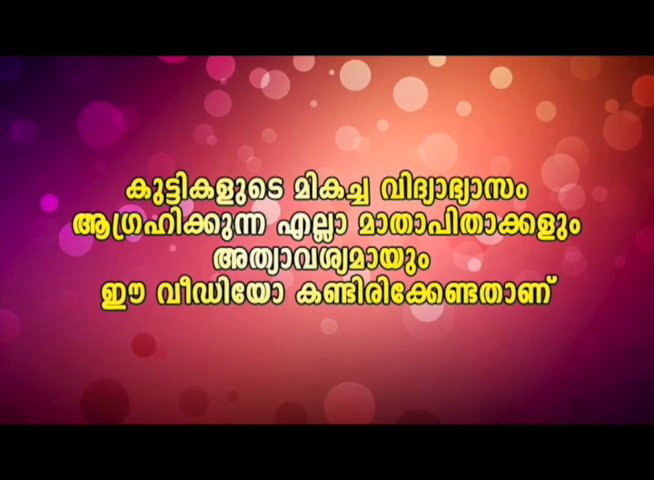 കുട്ടികളുടെ മികച്ച വിദ്യാഭ്യാസം
ആഗ്രഹിക്കുന്ന എല്ലാ മാതാപിതാക്കളും
അത്യാവശ്യമായും
ഈ വീഡിയോ കണ്ടിരിക്കേണ്ടതാണ്